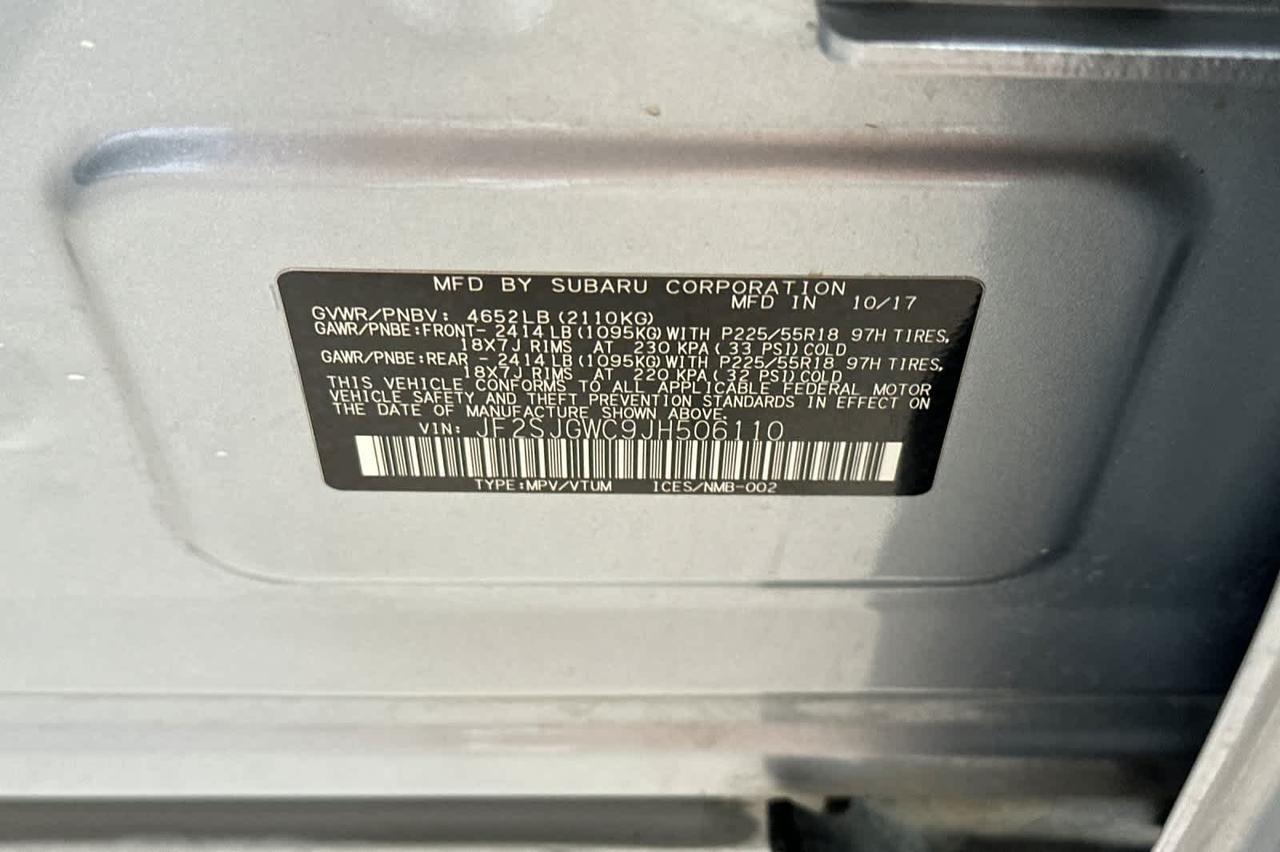 MFD BY SUBARU CORPORATION
MFD IN 10/17
GVWR/PNBV: 4652LB (2110KG)
GAWR/PNBE:FRONT- 2414LB(1095KG)WITH P225/55R18 97H TIRES,
18X7J RIMS AT 230 KPA( 33 PSI)COLD
GAWR/PNBE:REAR - 2414LB(1095KG)WITH P225/55R18 97H TIRES,
18X7J RIMS AT 220 KPA( 32 PSI)COLD
THIS VEHICLE CONFORMS TO ALL APPLICABLE FEDERAL MOTOR
VEHICLE SAFETY AND THEFT PREVENTION STANDARDS IN EFFECT ON
THE DATE OF MANUFACTURE SHOWN ABOVE.
VIN: JF2SJGWC9JH506110
TYPE:MPV/VTUM ICES/NMB-002